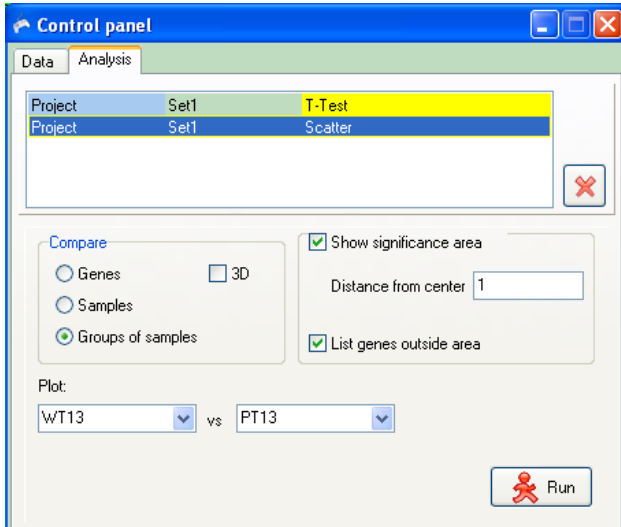 Control panel
Data Analysis
Project Set1 T-Test
Project Set1 Scatter
Compare
Genes 3D
Samples
Groups of samples
Show significance area
Distance from center 1
List genes outside area
Plot:
WT13 vs PT13
Run